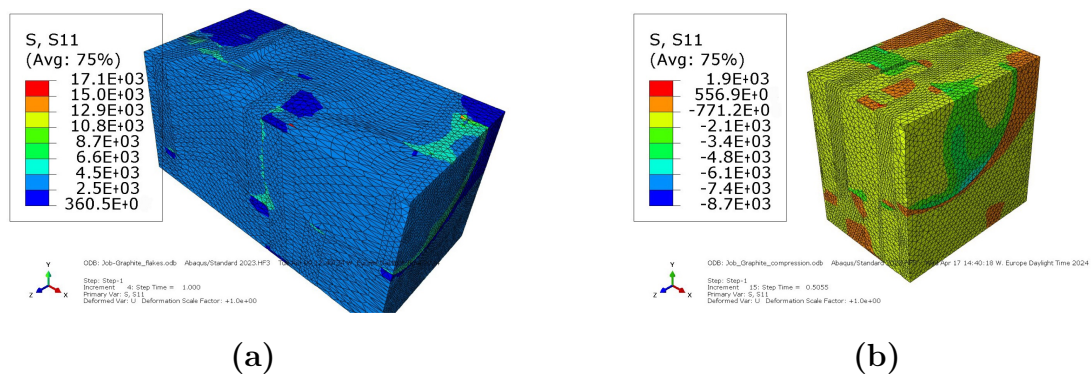 S, S11
(Avg: 75%)
17.1E+03
15.0E+03
12.9E+03
10.8E+03
8.7E+03
6.6E+03
4.5E+03
2.5E+03
360.5E+0
ODB: Job-Graphite_flakes.odb Abaqus/Standard 2023.HF3
Step: Step-1
Increment 4: Step Time = 1.000
Primary Var: S, S11
Deformed Var: U Deformation Scale Factor: +1.0e+00
Y
Z X
(a)
S, S11
(Avg: 75%)
1.9E+03
556.9E+0
-771.2E+0
-2.1E+03
-3.4E+03
-4.8E+03
-6.1E+03
-7.4E+03
-8.7E+03
ODB: Job_Graphite_compression.odb Abaqus/Standard Apr 17 14:40:18 W. Europe Daylight Time 2024
Step: Step-1
Increment 15: Step Time = 0.5055
Primary Var: S, S11
Deformed Var: U Deformation Scale Factor: +1.0e+00
Y
Z X
(b)